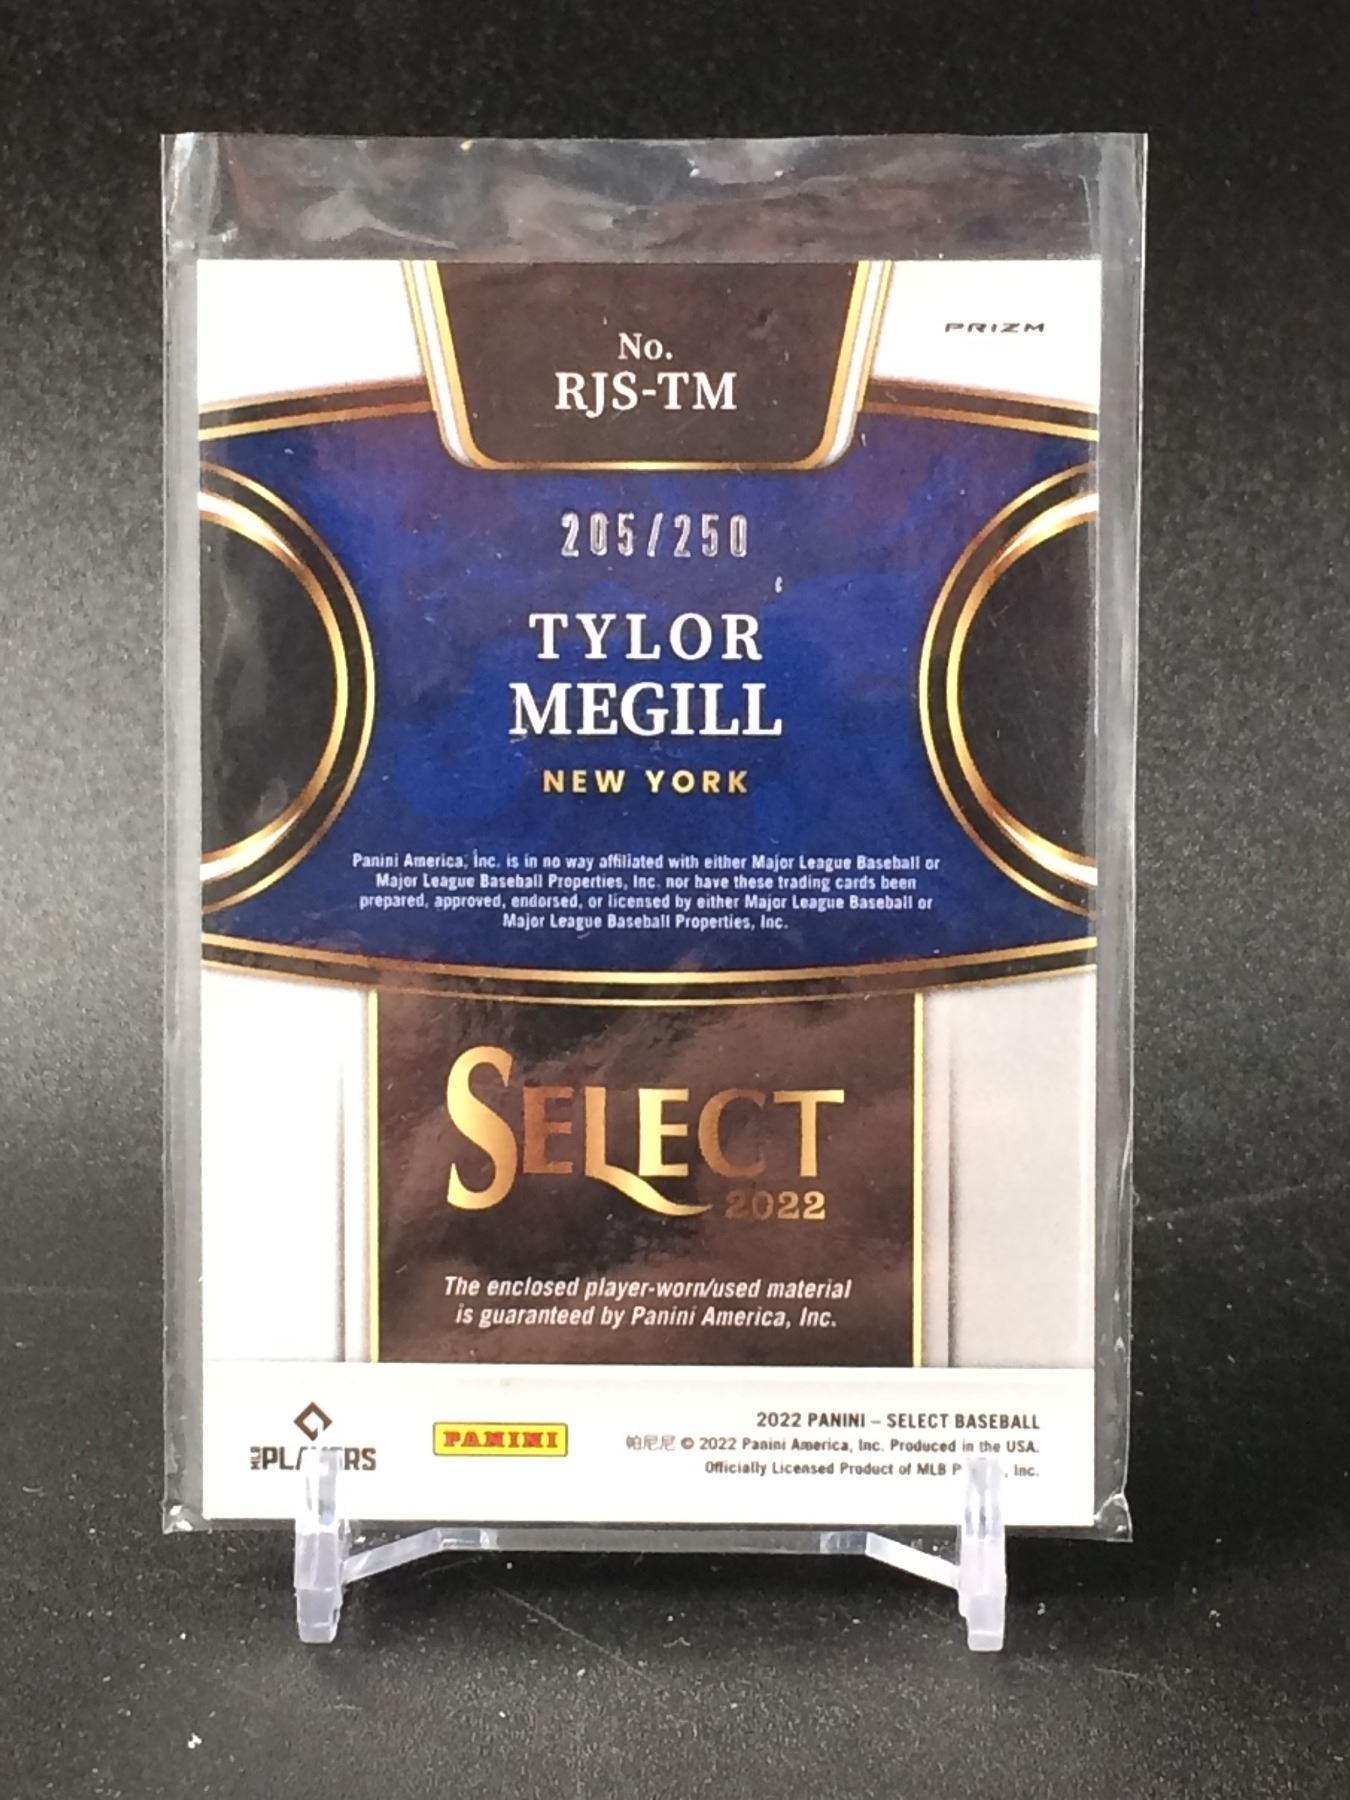 PRIZM
No.
RJS-TM
205/250
TYLOR
MEGILL
NEW YORK
Panini America, Inc. is in no way affiliated with either Major League Baseball or
Major League Baseball Properties, Inc. nor have these trading cards been
prepared, approved, endorsed, or licensed by either Major League Baseball or
Major League Baseball Properties, Inc.
SELECT
2022
The enclosed player-worn/used material
is guaranteed by Panini America, Inc.
PANINI
2022 PANINI – SELECT BASEBALL
帕尼尼 © 2022 Panini America, Inc. Produced in the USA.
Officially Licensed Product of MLB Inc.